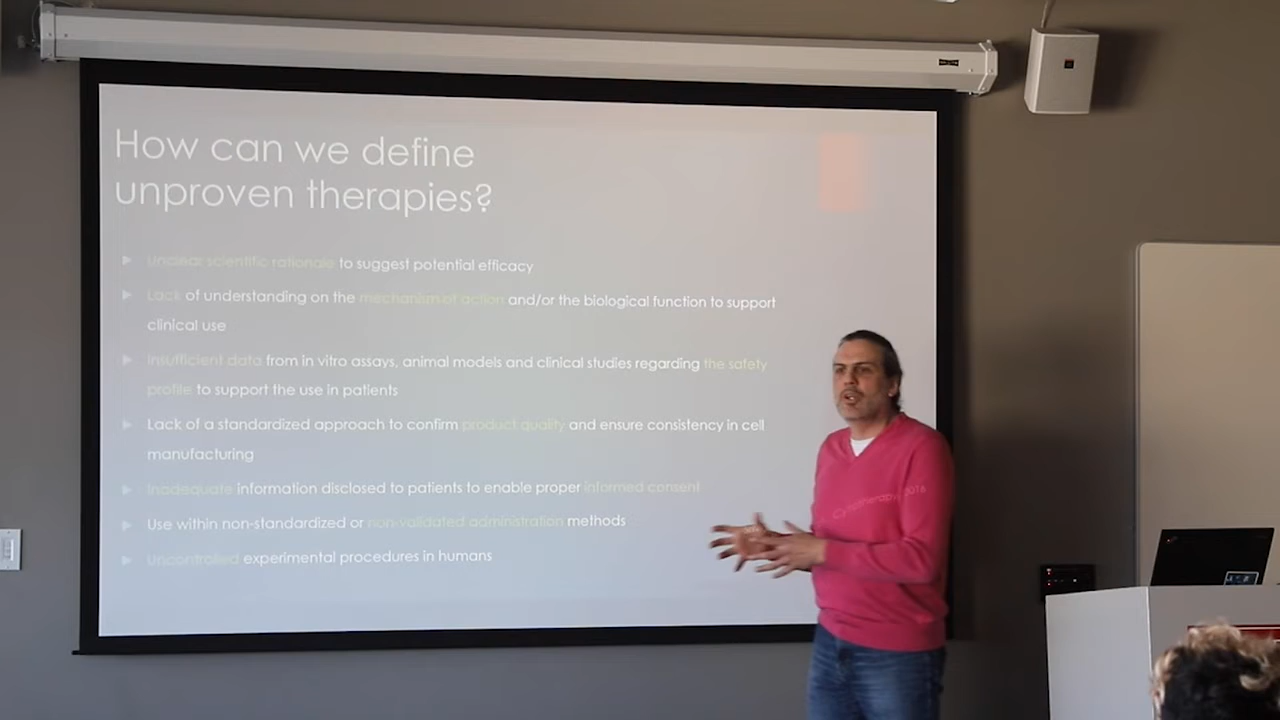 How can we define
unproven therapies?
Unclear scientific rationale to suggest potential efficacy
Lack of understanding on the mechanism of action and/or the biological function to support
clinical use
Insufficient data from in vitro assays, animal models and clinical studies regarding the safety
profile to support the use in patients
Lack of a standardized approach to confirm product quality and ensure consistency in cell
manufacturing
Inadequate information disclosed to patients to enable proper informed consent
Use within non-standardized or non-validated adminstration methods
Uncontrolled experimental procedures in humans
Cytotherapy, 2016